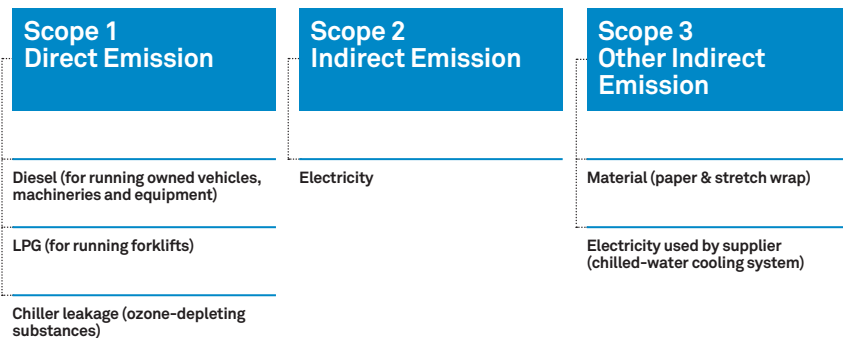 Scope 1
Direct Emission
Diesel (for running owned vehicles,
machineries and equipment)
LPG (for running forklifts)
Chiller leakage (ozone-depleting
substances)
Scope 2
Indirect Emission
Electricity
Scope 3
Other Indirect
Emission
Material (paper & stretch wrap)
Electricity used by supplier
(chilled-water cooling system)